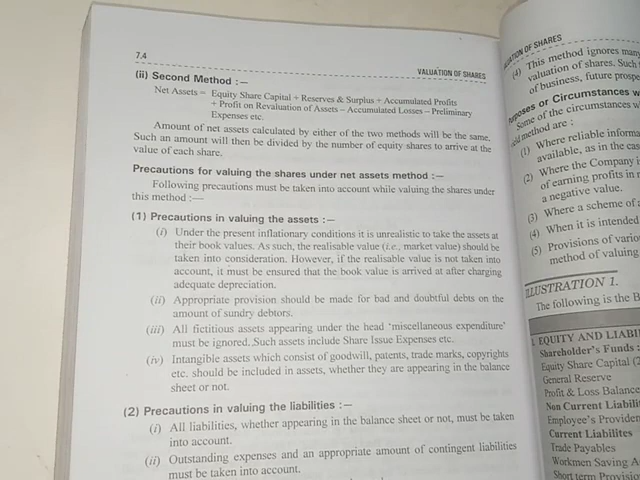 7.4
VALUATION OF SHARES
(ii) Second Method :—
Net Assets = Equity Share Capital + Reserves & Surplus + Accumulated Profits
+ Profit on Revaluation of Assets – Accumulated Losses – Preliminary
Expenses etc.
Amount of net assets calculated by either of the two methods will be the same.
Such an amount will then be divided by the number of equity shares to arrive at the
value of each share.
Precautions for valuing the shares under net assets method :—
Following precautions must be taken into account while valuing the shares under
this method :—
(1) Precautions in valuing the assets :—
(i) Under the present inflationary conditions it is unrealistic to take the assets at
their book values. As such, the realisable value (i.e., market value) should be
taken into consideration. However, if the realisable value is not taken into
account, it must be ensured that the book value is arrived at after charging
adequate depreciation.
(ii) Appropriate provision should be made for bad and doubtful debts on the
amount of sundry debtors.
(iii) All fictitious assets appearing under the head 'miscellaneous expenditure'
must be ignored. Such assets include Share Issue Expenses etc.
(iv) Intangible assets which consist of goodwill, patents, trade marks, copyrights
etc. should be included in assets, whether they are appearing in the balance
sheet or not.
(2) Precautions in valuing the liabilities :—
(i) All liabilities, whether appearing in the balance sheet or not, must be taken
into account.
(ii) Outstanding expenses and an appropriate amount of contingent liabilities
must be taken into account.
OF SHARES
(4) This method ignores many
valuation of shares. Such
of business, future
or Circumstances
Some of the circumstances
method are :
(1) Where reliable
available, as in the
(2) Where the Company
of earning profits in
a negative value.
(3) Where a scheme of
(4) When it is intended
(5) Provisions of
method of valuing
ILLUSTRATION 1.
The following is the
EQUITY AND
Shareholder's Funds :
Equity Share Capital
General Reserve
Profit & Loss
Non Current
Employee's
Current Liabilites
Trade Payables
Workmen Saving
Short term